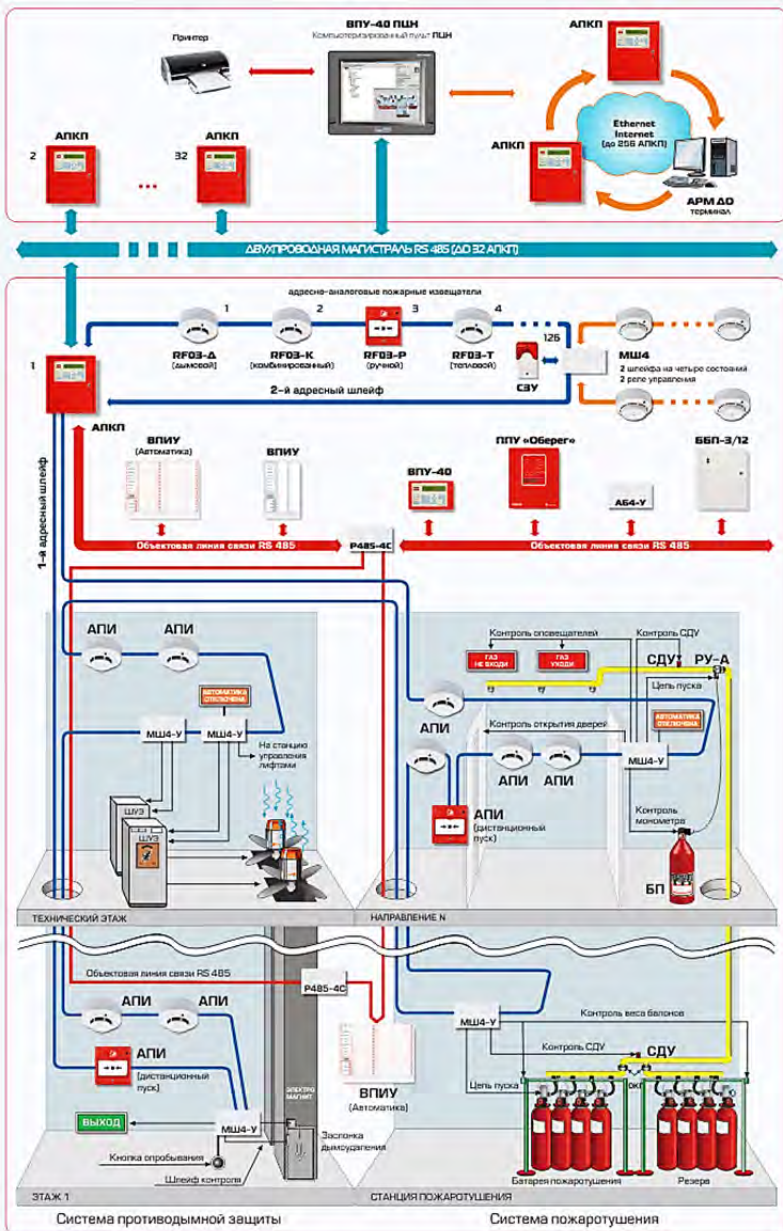 ВПУ-40 ПЦН
Компьютеризированный пульт ПЦН
Принтер
АПКП
АПКП
2
АПКП
32
АПКП
Ethernet
Internet
(до 256 АПКП)
АРМ ДО
терминал
ДВУХПРОВОДНАЯ МАГИСТРАЛЬ RS 485 (ДО 32 АПКП)
адресно-аналоговые пожарные извещатели
1
2
3
4
RF03-Д
(дымовой)
RF03-К
(комбинированный)
RF03-Р
(ручной)
RF03-Т
(тепловой)
126
СЗУ
МШ4
2 шлейфа на четыре состояний
2 реле управления
1
2-й адресный шлейф
АПКП
1-й адресный шлейф
ВПИУ
(Автоматика)
ВПИУ
ВПУ-40
ППУ «Оберег»
АБ4-У
ББП-3/12
Объектовая линия связи RS 485
Р485-4С
Объектовая линия связи RS 485
АПИ
АПИ
АВТОМАТИКА
ОТКЛЮЧЕНА
МШ4-У
МШ4-У
На станцию
управления
лифтами
ШУЗ
ШУЗ
ТЕХНИЧЕСКИЙ ЭТАЖ
Контроль оповещателей
Контроль СДУ
ГАЗ
НЕ ВХОДИ
ГАЗ
УХОДИ
СДУ
РУ-А
Цепь пуска
АПИ
АВТОМАТИКА
ОТКЛЮЧЕНА
Контроль открытия дверей
АПИ
АПИ
МШ4-У
АПИ
(дистанционный
пуск)
Контроль
монометра
БП
НАПРАВЛЕНИЕ N
Объектовая линия связи RS 485
Р485-4С
АПИ
АПИ
АПИ
(дистанционный
пуск)
ЭЛЕКТРО
МАГНИТ
ВПИУ
(Автоматика)
ВЫХОД
МШ4-У
Заслонка
дымоудаления
Кнопка опробывания
Шлейф контроля
ЭТАЖ 1
МШ4-У
Контроль веса балонов
Контроль СДУ
СДУ
Цепь пуска
Батарея пожаротушения
Резерв
СТАНЦИЯ ПОЖАРОТУШЕНИЯ
Система противодымной защиты
Система пожаротушения